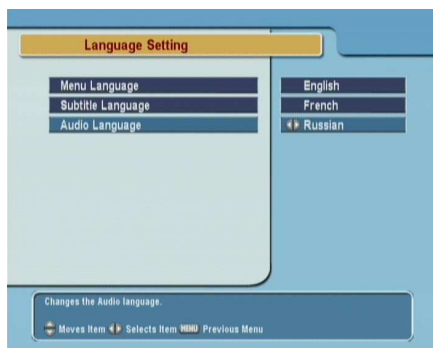 Language Setting
Menu Language English
Subtitle Language French
Audio Language Russian
Changes the Audio language.
Moves Item Selects Item MENU Previous Menu